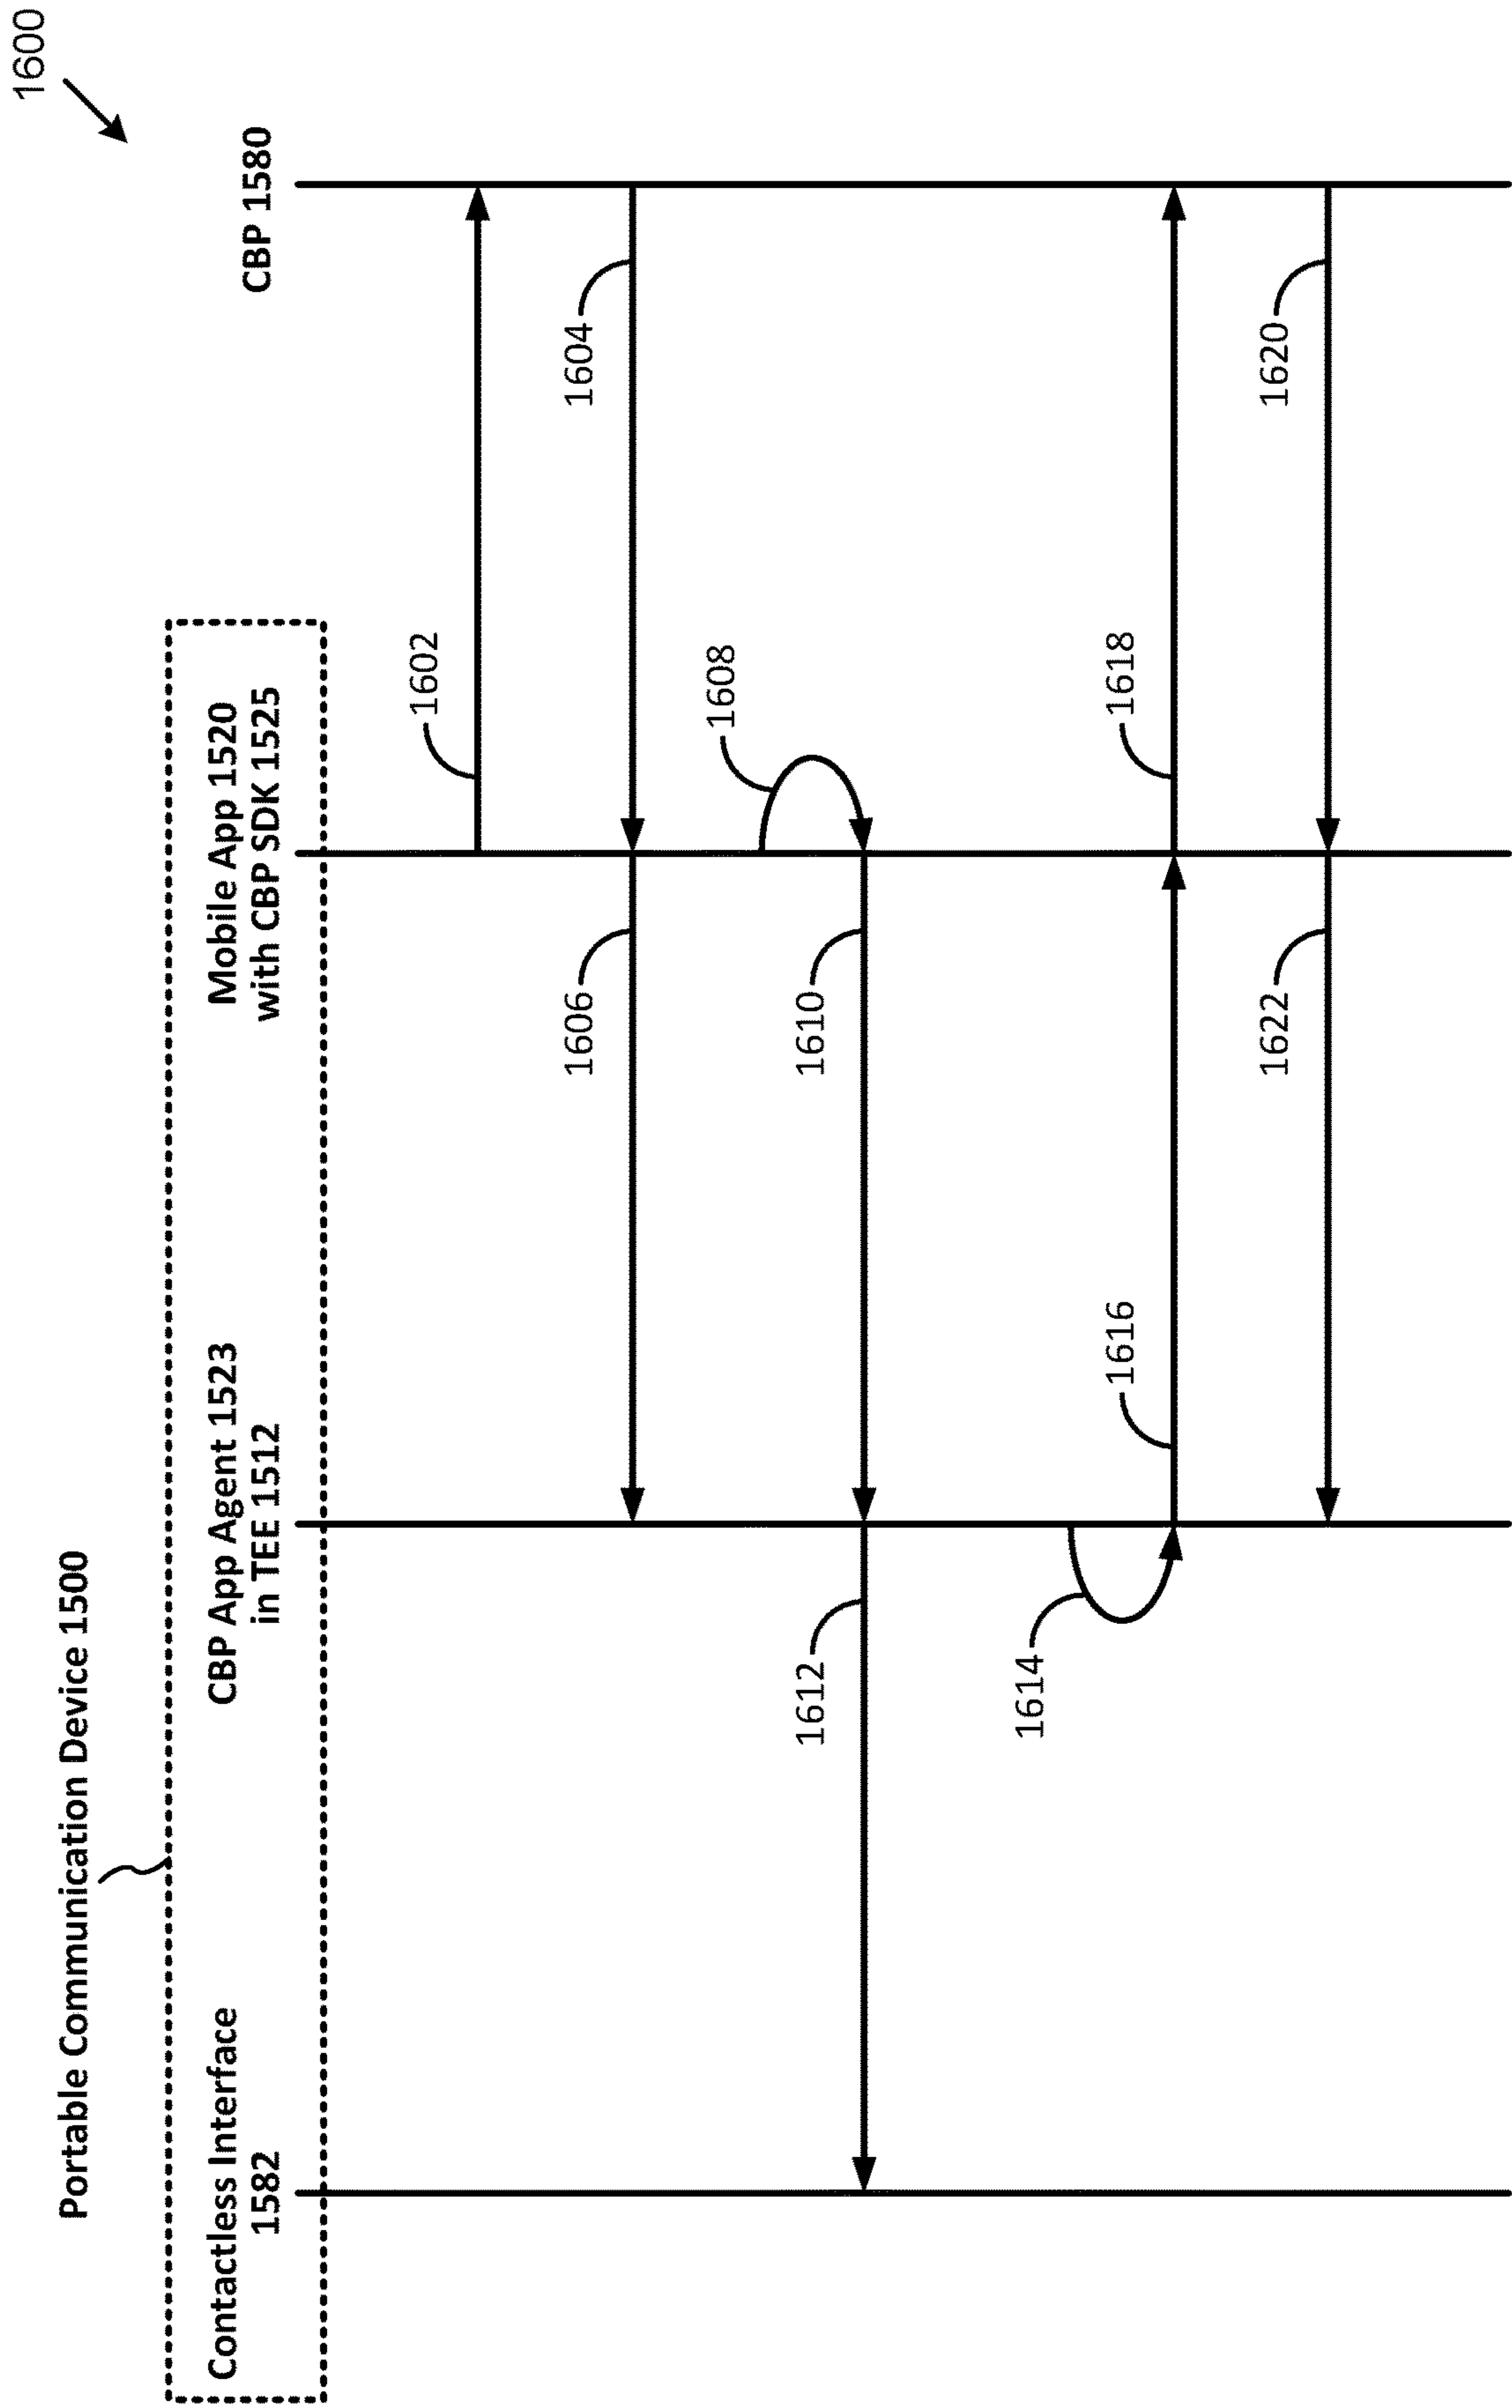 1600
Portable Communication Device 1500
Contactless Interface
1582
CBP App Agent 1523
in TEE 1512
Mobile App 1520
with CBP SDK 1525
CBP 1580
1602
1604
1606
1608
1610
1612
1614
1616
1618
1620
1622